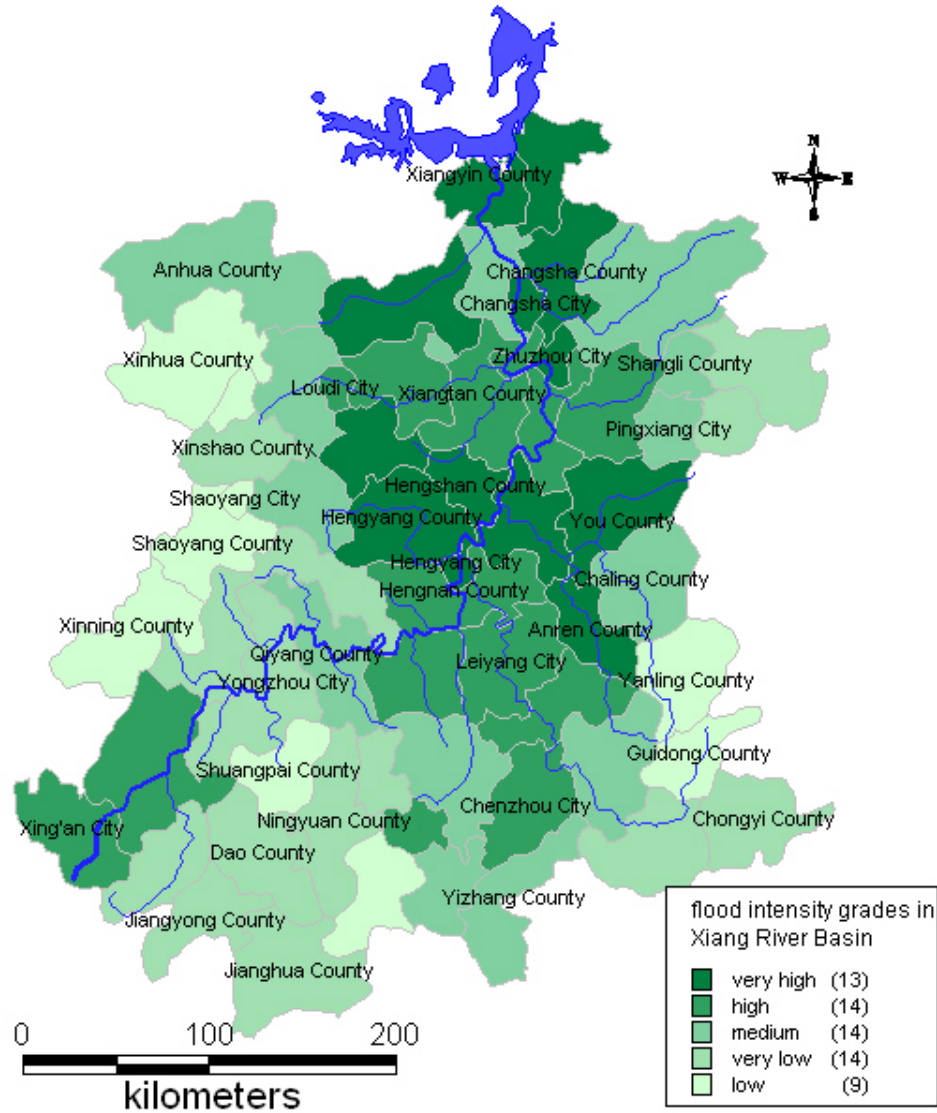 N
W E
S
Xiangyin County
Anhua County
Changsha County
Changsha City
Xinhua County
Zhuzhou City
Shangli County
Loudi City
Xiangtan County
Pingxiang City
Xinshao County
Hengshan County
Shaoyang City
Hengyang County
You County
Shaoyang County
Hengyang City
Chaling County
Hengnan County
Xinning County
Anren County
Qiyang County
Leiyang City
Yongzhou City
Yanling County
Guidong County
Shuangpai County
Chenzhou City
Xing'an City
Ningyuan County
Chongyi County
Dao County
Yizhang County
Jiangyong County
Jianghua County
flood intensity grades in
Xiang River Basin
very high (13)
high (14)
medium (14)
very low (14)
low (9)
0 100 200
kilometers